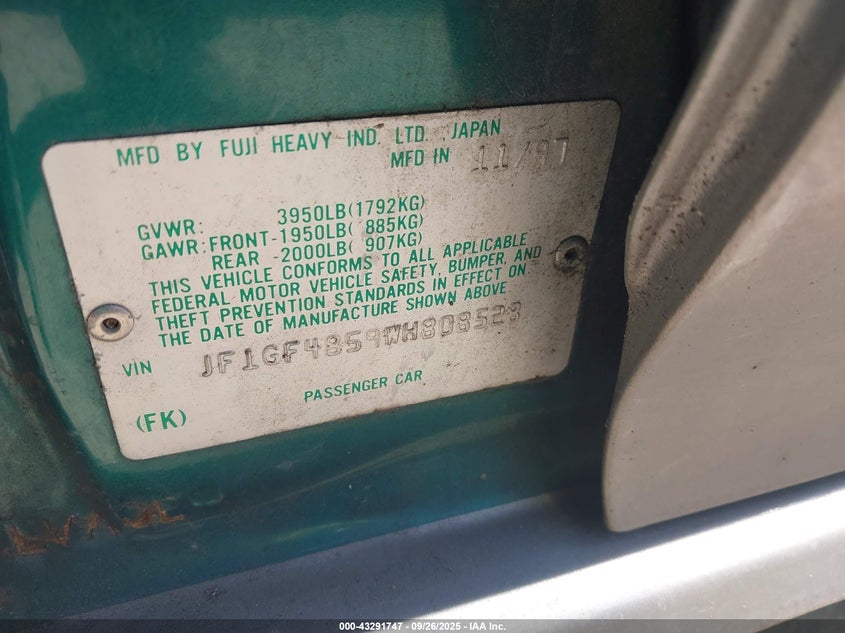 MFD BY FUJI HEAVY IND. LTD. JAPAN
MFD IN 11/97
GVWR: 3950LB(1792KG)
GAWR:FRONT-1950LB( 885KG)
REAR -2000LB( 907KG)
THIS VEHICLE CONFORMS TO ALL APPLICABLE
FEDERAL MOTOR VEHICLE SAFETY, BUMPER, AND
THEFT PREVENTION STANDARDS IN EFFECT ON
THE DATE OF MANUFACTURE SHOWN ABOVE
VIN JF1GF4859WH808528
PASSENGER CAR
(FK)
000-43291747 - 09/26/2025 - IAA Inc.